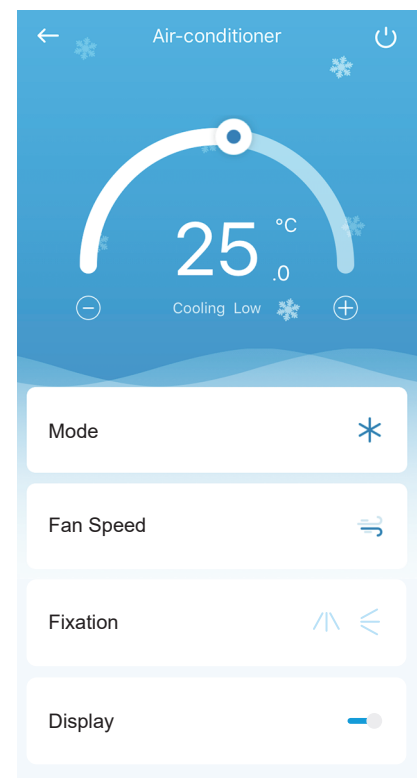 Air-conditioner
25.0 °C
Cooling Low
Mode
Fan Speed
Fixation
Display